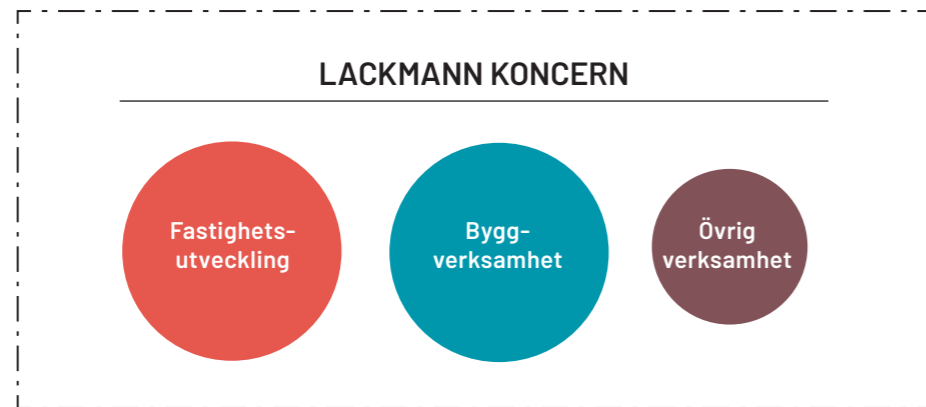 LACKMANN KONCERN
Fastighets-
utveckling
Bygg-
verksamhet
Övrig
verksamhet